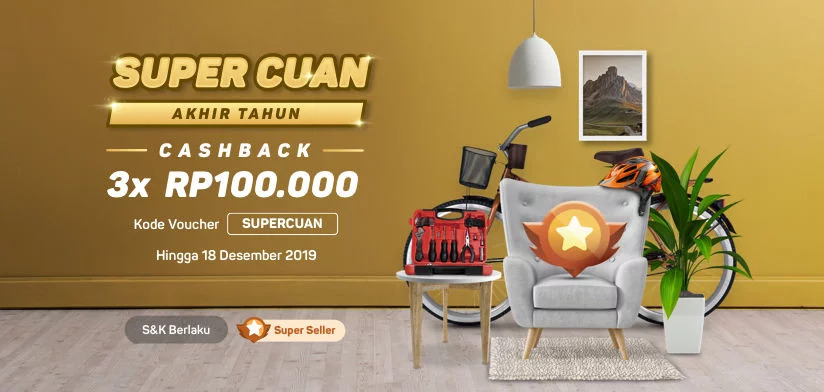 SUPER CUAN
AKHIR TAHUN
CASHBACK
3x RP100.000
Kode Voucher SUPERCUAN
Hingga 18 Desember 2019
S&K Berlaku Super Seller